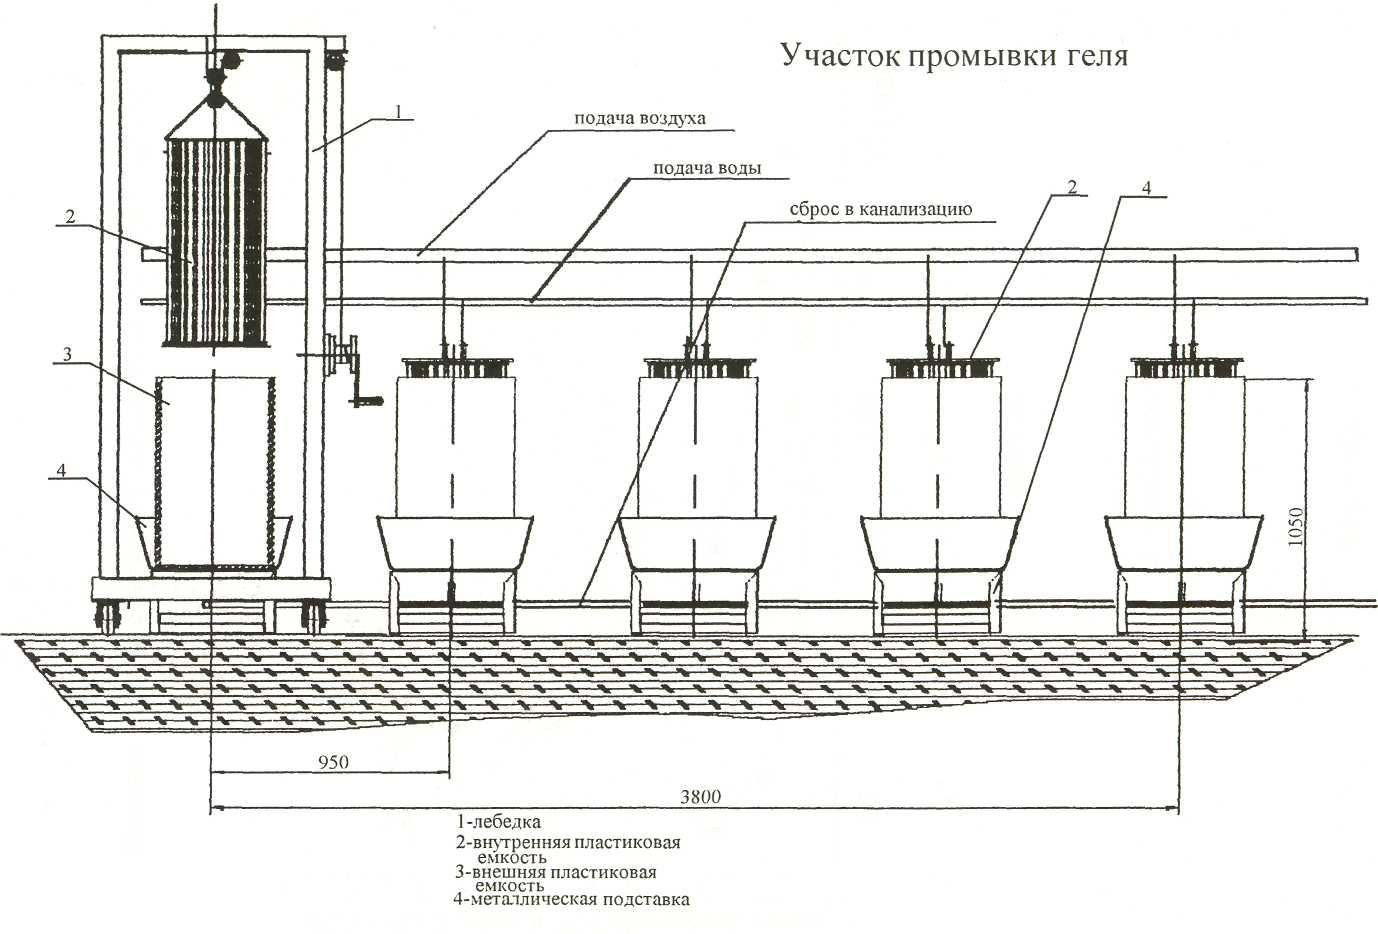 Участок промывки геля
1
подача воздуха
подача воды
2
4
сброс в канализацию
2
3
4
1050
950
3800
1-лебедка
2-внутренняя пластиковая
емкость
3-внешняя пластиковая
емкость
4-металлическая подставка